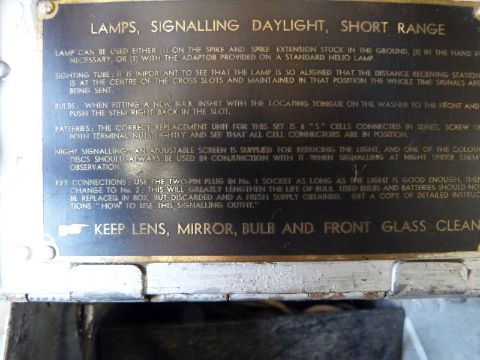 LAMPS, SIGNALLING DAYLIGHT, SHORT RANGE
LAMP CAN BE USED EITHER (1) ON THE SPIKE AND SPIKE EXTENSION STUCK IN THE GROUND, (2) IN THE HAND IF
NECESSARY, OR (3) WITH THE ADAPTOR PROVIDED ON A STANDARD HELIO LAMP.
SIGHTING TUBE: IT IS IMPORTANT TO SEE THAT THE LAMP IS SO ALIGNED THAT THE DISTANCE RECEIVING STATION
IS AT THE CENTRE OF THE CROSS SLOTS AND MAINTAINED IN THAT POSITION THE WHOLE TIME SIGNALS ARE
BEING SENT.
BULBS: WHEN FITTING A NEW BULB INSERT WITH THE LOCATING TONGUE ON THE WASHER TO THE FRONT AND
PUSH THE STEM RIGHT BACK IN THE SLOT.
BATTERIES: THE CORRECT REPLACEMENT UNIT FOR THIS SET IS 8 "S" CELLS CONNECTED IN SERIES, SCREW
BOTH TERMINAL NUTS TIGHTLY AND SEE THAT ALL CELL CONNECTORS ARE IN POSITION.
NIGHT SIGNALLING: AN ADJUSTABLE SCREEN IS SUPPLIED FOR REDUCING THE LIGHT, AND ONE OF THE COLOUR
DISCS SHOULD ALWAYS BE USED IN CONJUNCTION WITH IT WHEN SIGNALLING AT NIGHT UNDER ENEMY
OBSERVATION.
KEY CONNECTIONS: USE THE TWO-PIN PLUG IN No. 1 SOCKET AS LONG AS THE LIGHT IS GOOD ENOUGH, THEN
CHANGE TO No. 2; THIS WILL GREATLY LENGTHEN THE LIFE OF BULB. USED BULBS AND BATTERIES SHOULD NOT
BE REPLACED IN BOX, BUT DISCARDED AND A FRESH SUPPLY OBTAINED. GET A COPY OF DETAILED INSTRUC-
TIONS "HOW TO USE THIS SIGNALLING OUTFIT."
KEEP LENS, MIRROR, BULB AND FRONT GLASS CLEAN